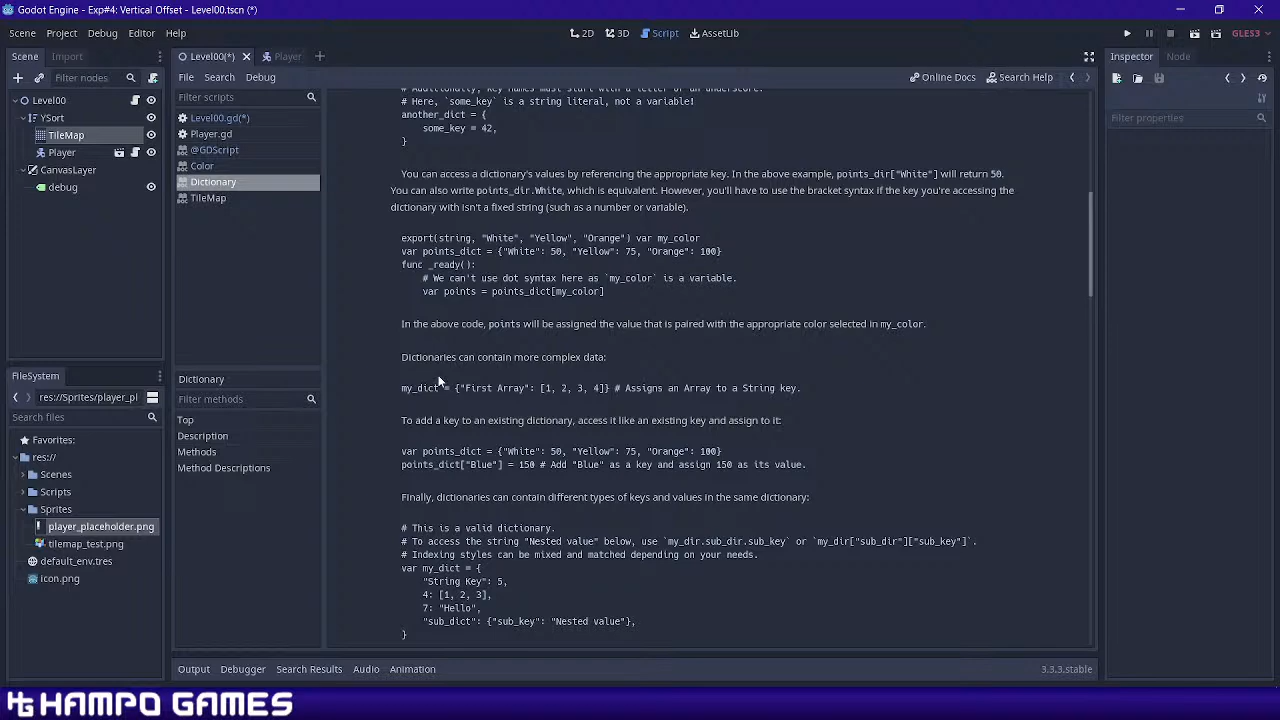 Godot Engine - Exp#4: Vertical Offset - Level00.tscn (*)
Scene Project Debug Editor Help
2D 3D Script AssetLib
GLES3
Scene Import
Level00(*) Player
Inspector Node
Filter nodes
File Search Debug
Online Docs Search Help
Filter scripts
Filter properties
Level00
YSort
TileMap
Player
CanvasLayer
debug
Level00.gd(*)
Player.gd
@GDScript
Color
Dictionary
TileMap
# Additionally, key names must start with a letter or an underscore.
# Here, `some_key` is a string literal, not a variable!
another_dict = {
some_key = 42,
}
You can access a dictionary's values by referencing the appropriate key. In the above example, points_dir["White"] will return 50.
You can also write points_dir.White, which is equivalent. However, you'll have to use the bracket syntax if the key you're accessing the
dictionary with isn't a fixed string (such as a number or variable).
export(string, "White", "Yellow", "Orange") var my_color
var points_dict = {"White": 50, "Yellow": 75, "Orange": 100}
func _ready():
# We can't use dot syntax here as `my_color` is a variable.
var points = points_dict[my_color]
In the above code, points will be assigned the value that is paired with the appropriate color selected in my_color.
Dictionaries can contain more complex data:
my_dict = {"First Array": [1, 2, 3, 4]} # Assigns an Array to a String key.
To add a key to an existing dictionary, access it like an existing key and assign to it:
var points_dict = {"White": 50, "Yellow": 75, "Orange": 100}
points_dict["Blue"] = 150 # Add "Blue" as a key and assign 150 as its value.
Finally, dictionaries can contain different types of keys and values in the same dictionary:
# This is a valid dictionary.
# To access the string "Nested value" below, use `my_dir.sub_dir.sub_key` or `my_dir["sub_dir"]["sub_key"]`.
# Indexing styles can be mixed and matched depending on your needs.
var my_dict = {
"String Key": 5,
4: [1, 2, 3],
7: "Hello",
"sub_dict": {"sub_key": "Nested value"},
}
Dictionary
Filter methods
Top
Description
Methods
Method Descriptions
FileSystem
res://Sprites/player_pl
Search files
Favorites:
res://
Scenes
Scripts
Sprites
player_placeholder.png
tilemap_test.png
default_env.tres
icon.png
Output Debugger Search Results Audio Animation
3.3.3.stable
HAMPO GAMES